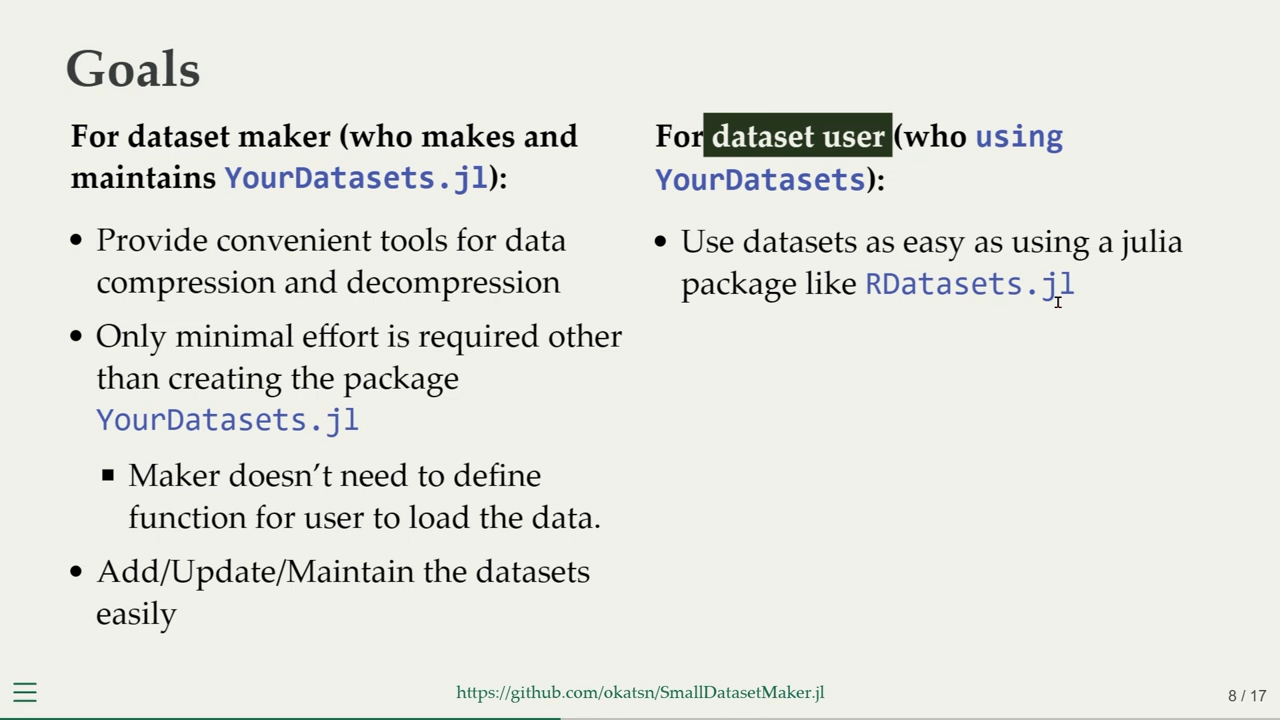 Goals
For dataset maker (who makes and
maintains YourDatasets.jl):
• Provide convenient tools for data
compression and decompression
• Only minimal effort is required other
than creating the package
YourDatasets.jl
▪ Maker doesn’t need to define
function for user to load the data.
• Add/Update/Maintain the datasets
easily
For dataset user (who using
YourDatasets):
• Use datasets as easy as using a julia
package like RDatasets.jl
https://github.com/okatsn/SmallDatasetMaker.jl
8 / 17